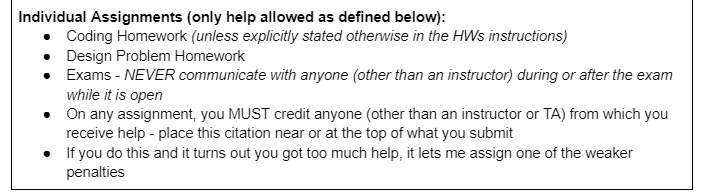 Individual Assignments (only help allowed as defined below):
● Coding Homework (unless explicitly stated otherwise in the HWs instructions)
● Design Problem Homework
● Exams - NEVER communicate with anyone (other than an instructor) during or after the exam
while it is open
● On any assignment, you MUST credit anyone (other than an instructor or TA) from which you
receive help - place this citation near or at the top of what you submit
● If you do this and it turns out you got too much help, it lets me assign one of the weaker
penalties